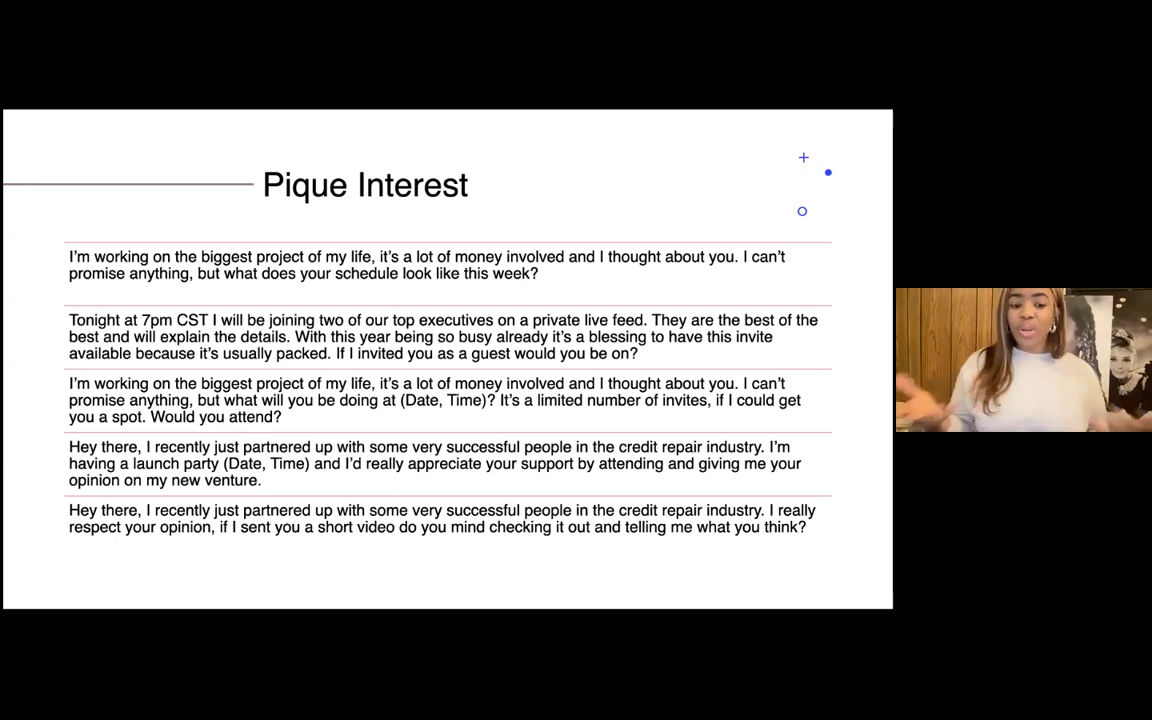 Pique Interest
I'm working on the biggest project of my life, it's a lot of money involved and I thought about you. I can't
promise anything, but what does your schedule look like this week?
Tonight at 7pm CST I will be joining two of our top executives on a private live feed. They are the best of the
best and will explain the details. With this year being so busy already it's a blessing to have this invite
available because it's usually packed. If I invited you as a guest would you be on?
I'm working on the biggest project of my life, it's a lot of money involved and I thought about you. I can't
promise anything, but what will you be doing at (Date, Time)? It's a limited number of invites, if I could get
you a spot. Would you attend?
Hey there, I recently just partnered up with some very successful people in the credit repair industry. I'm
having a launch party (Date, Time) and I'd really appreciate your support by attending and giving me your
opinion on my new venture.
Hey there, I recently just partnered up with some very successful people in the credit repair industry. I really
respect your opinion, if I sent you a short video do you mind checking it out and telling me what you think?